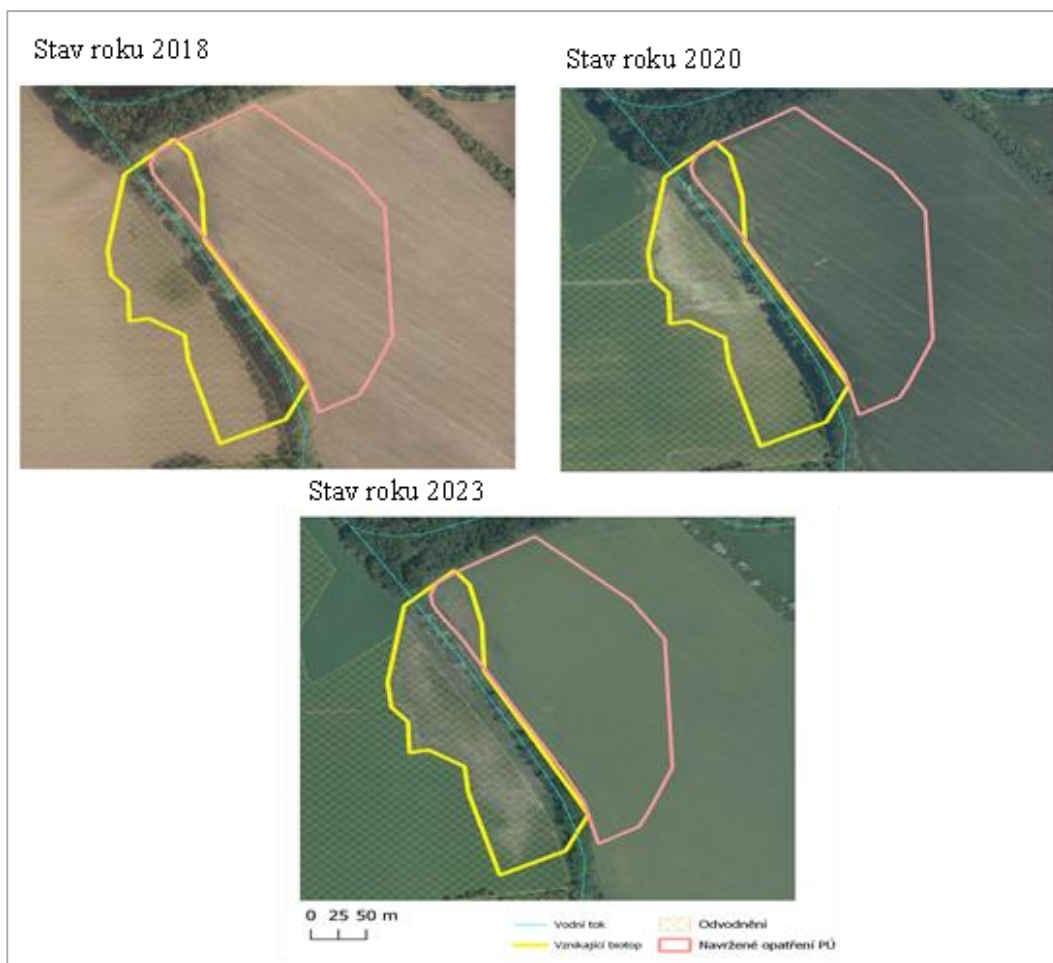 Stav roku 2018
Stav roku 2020
Stav roku 2023
0 25 50 m
Vodní tok
Odvodnění
Vznikající biotop
Navržené opatření PÚ